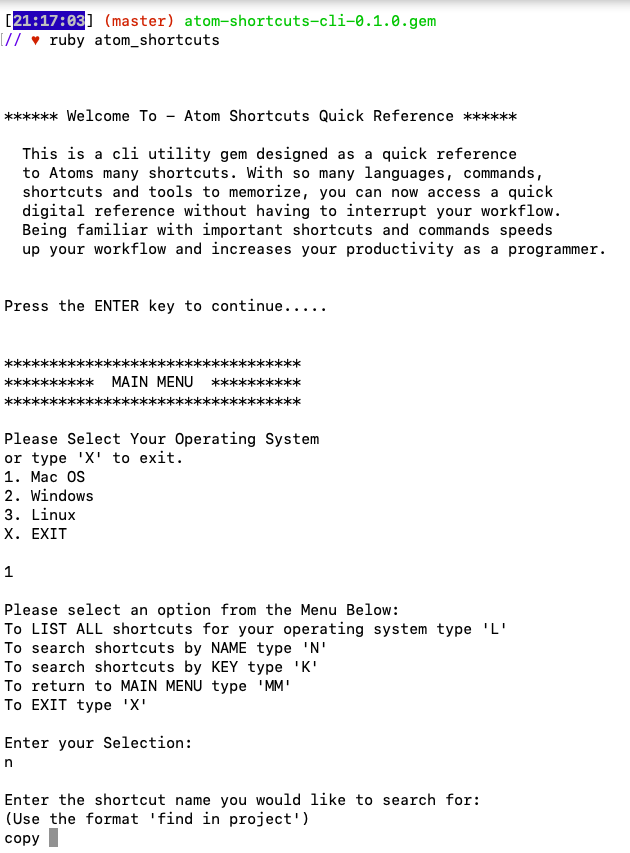 [21:17:03] (master) atom-shortcuts-cli-0.1.0.gem
[// ♥ ruby atom_shortcuts
****** Welcome To – Atom Shortcuts Quick Reference ******
This is a cli utility gem designed as a quick reference
to Atoms many shortcuts. With so many languages, commands,
shortcuts and tools to memorize, you can now access a quick
digital reference without having to interrupt your workflow.
Being familiar with important shortcuts and commands speeds
up your workflow and increases your productivity as a programmer.
Press the ENTER key to continue.....
*********************************
********** MAIN MENU **********
*********************************
Please Select Your Operating System
or type 'X' to exit.
1. Mac OS
2. Windows
3. Linux
X. EXIT
1
Please select an option from the Menu Below:
To LIST ALL shortcuts for your operating system type 'L'
To search shortcuts by NAME type 'N'
To search shortcuts by KEY type 'K'
To return to MAIN MENU type 'MM'
To EXIT type 'X'
Enter your Selection:
n
Enter the shortcut name you would like to search for:
(Use the format 'find in project')
copy